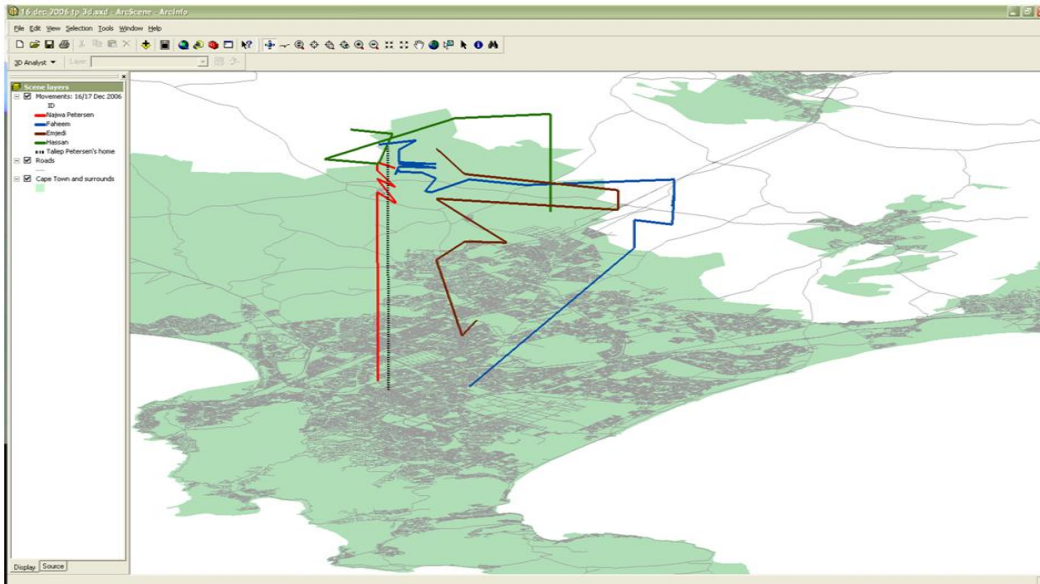 16 dec 2006 tp 3d.sxd - ArcScene - ArcInfo
File Edit View Selection Tools Window Help
3D Analyst Layer:
Scene layers
Movements: 16/17 Dec 2006
ID
Najwa Petersen
Faheem
Emjedi
Hassan
Taliep Petersen's home
Roads
Cape Town and surrounds
Display Source